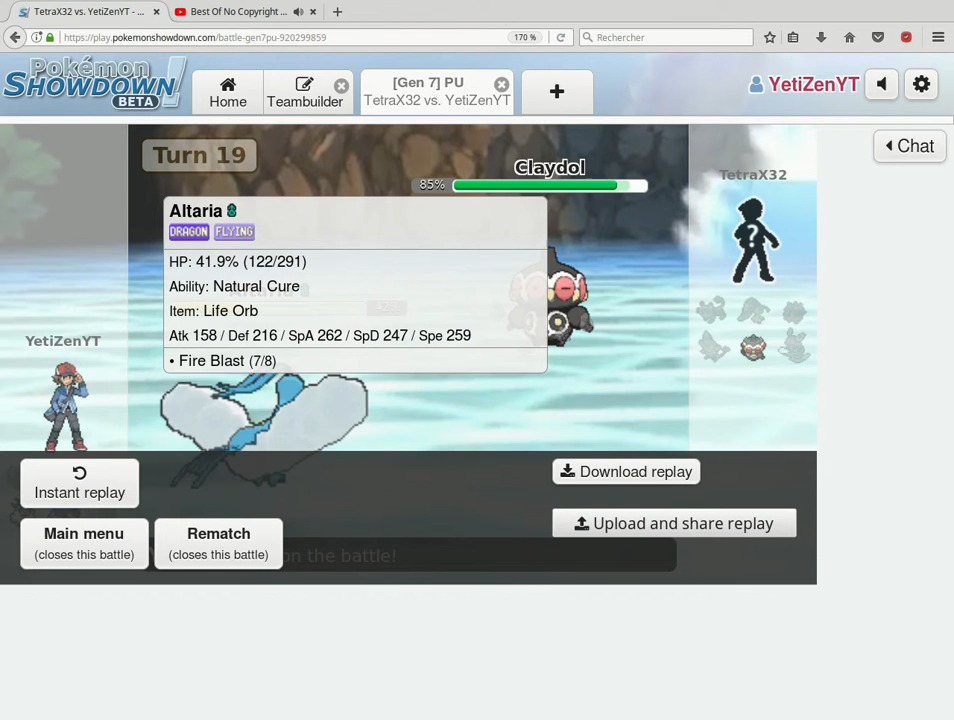 TetraX32 vs. YetiZenYT - ...
Best Of No Copyright ...
https://play.pokemonshowdown.com/battle-gen7pu-920299859
170 %
Rechercher
Pokémon
SHOWDOWN!
BETA
Home
Teambuilder
[Gen 7] PU
TetraX32 vs. YetiZenYT
YetiZenYT
Chat
Turn 19
Claydol
85%
TetraX32
?
Altaria
DRAGON FLYING
HP: 41.9% (122/291)
Ability: Natural Cure
Item: Life Orb
Atk 158 / Def 216 / SpA 262 / SpD 247 / Spe 259
• Fire Blast (7/8)
YetiZenYT
Instant replay
Download replay
Upload and share replay
Main menu
(closes this battle)
Rematch
(closes this battle)
on the battle!